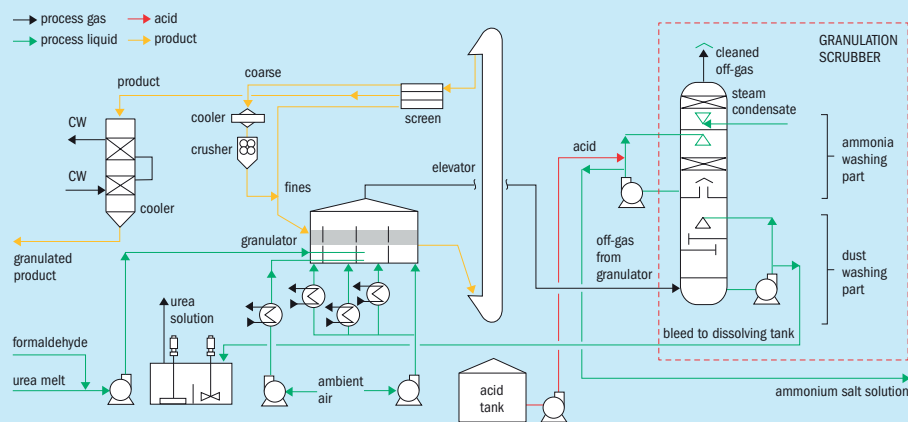 process gas
acid
process liquid
product
GRANULATION
SCRUBBER
cleaned
off-gas
steam
condensate
ammonia
washing
part
acid
product
coarse
screen
cooler
crusher
CW
CW
cooler
elevator
fines
granulator
off-gas
from
granulator
dust
washing
part
granulated
product
urea
solution
formaldehyde
urea melt
ambient
air
bleed to dissolving tank
acid
tank
ammonium salt solution